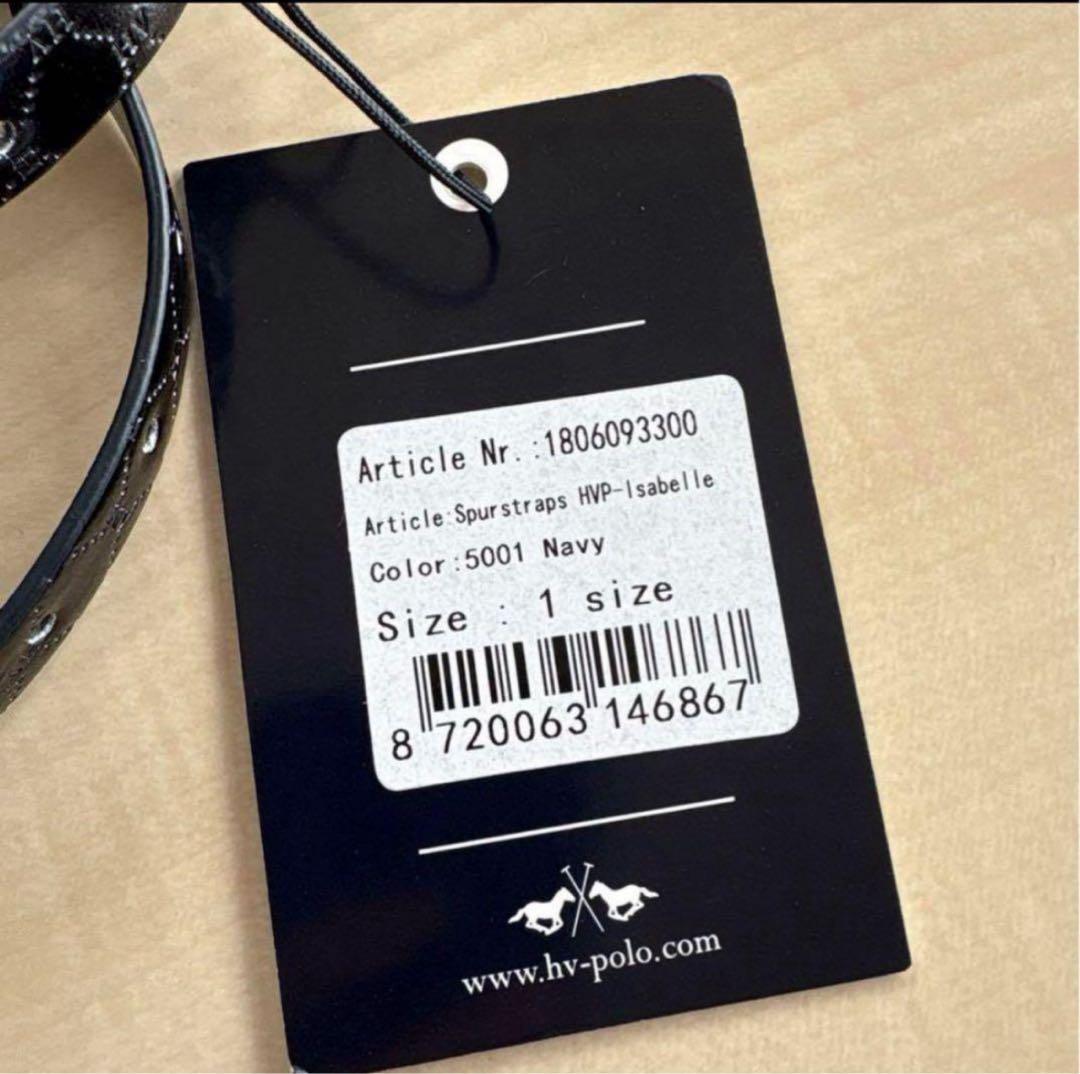 Article Nr. :1806093300
Article:Spurstraps HVP-Isabelle
Color:5001 Navy
Size : 1 size
8 720063 146867
www.hv-polo.com